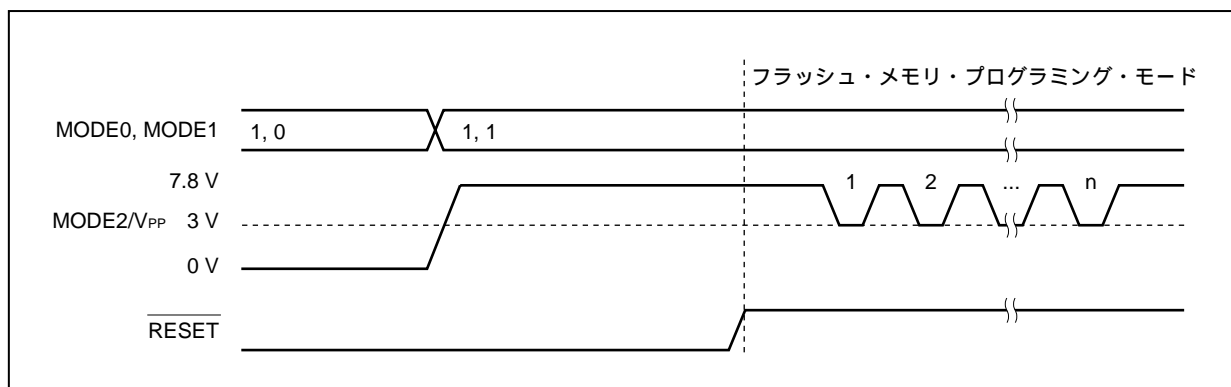 フラッシュ・メモリ・プログラミング・モード
MODE0, MODE1
1, 0
1, 1
7.8 V
1
2
...
n
MODE2/VPP
3 V
0 V
RESET